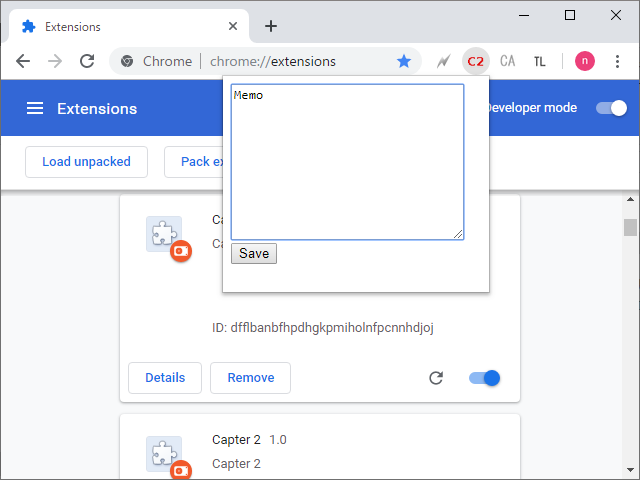 Extensions
Chrome | chrome://extensions
C2
CA
TL
n
Memo
Extensions
Developer mode
Load unpacked
Pack ex
Save
Ca
Ca
ID: dfflbanbfhpdhgkpmiholnfpcnnhdjoj
Details
Remove
Capter 2 1.0
Capter 2